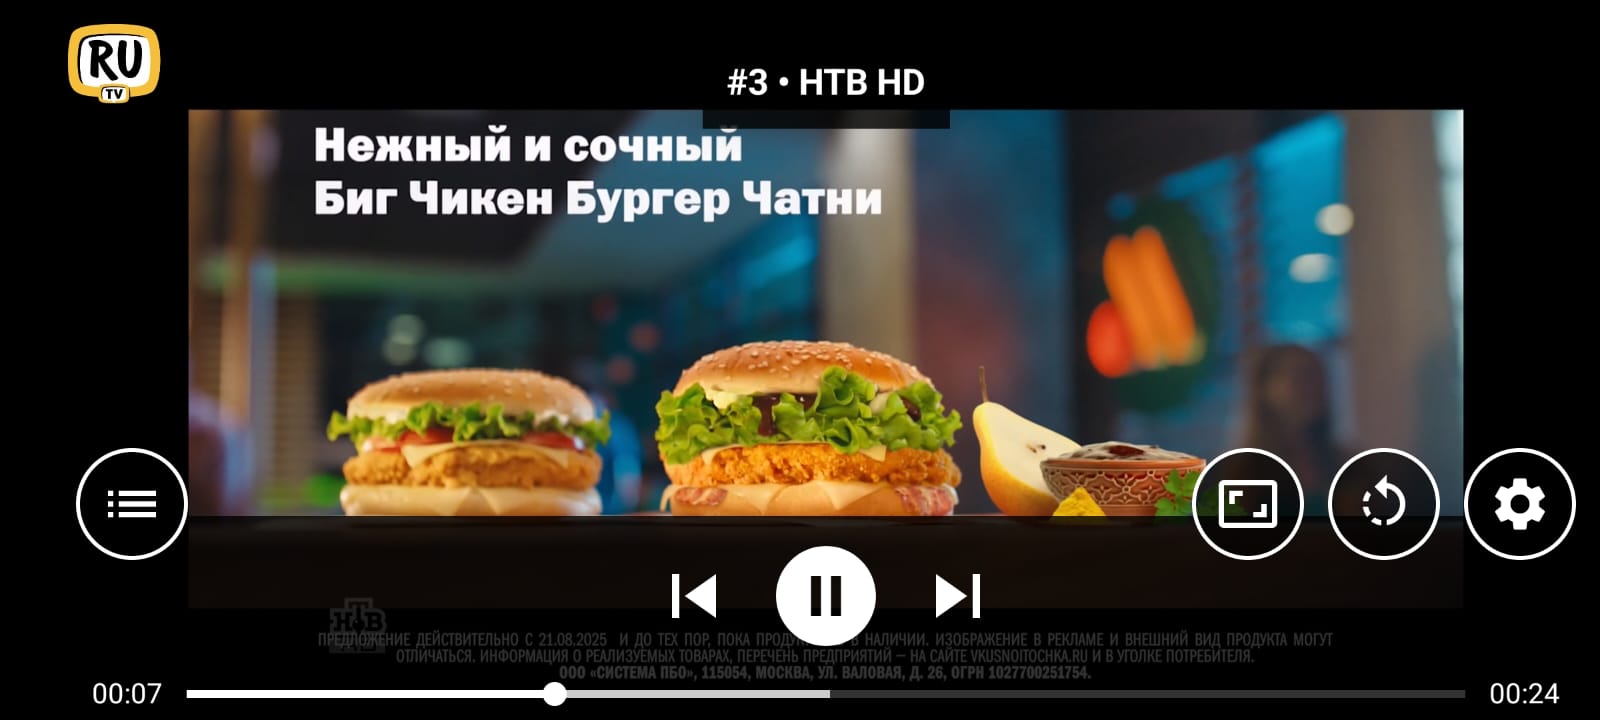 RU
TV
#3 • НТВ HD
Нежный и сочный
Биг Чикен Бургер Чатни
НТВ
ПРЕДЛОЖЕНИЕ ДЕЙСТВИТЕЛЬНО С 21.08.2025 И ДО ТЕХ ПОР, ПОКА В НАЛИЧИИ. ИЗОБРАЖЕНИЕ В РЕКЛАМЕ И ВНЕШНИЙ ВИД ПРОДУКТА МОГУТ
ОТЛИЧАТЬСЯ. ИНФОРМАЦИЯ О РЕАЛИЗУЕМЫХ ТОВАРАХ, ПЕРЕЧЕНЬ ПРЕДПРИЯТИЙ – НА САЙТЕ VKUSNOITOCHKA.RU И В УГОЛКЕ ПОТРЕБИТЕЛЯ.
ООО «СИСТЕМА ПБО», 115054, МОСКВА, УЛ. ВАЛОВАЯ, Д. 26, ОГРН 1027700251754.
00:07
00:24